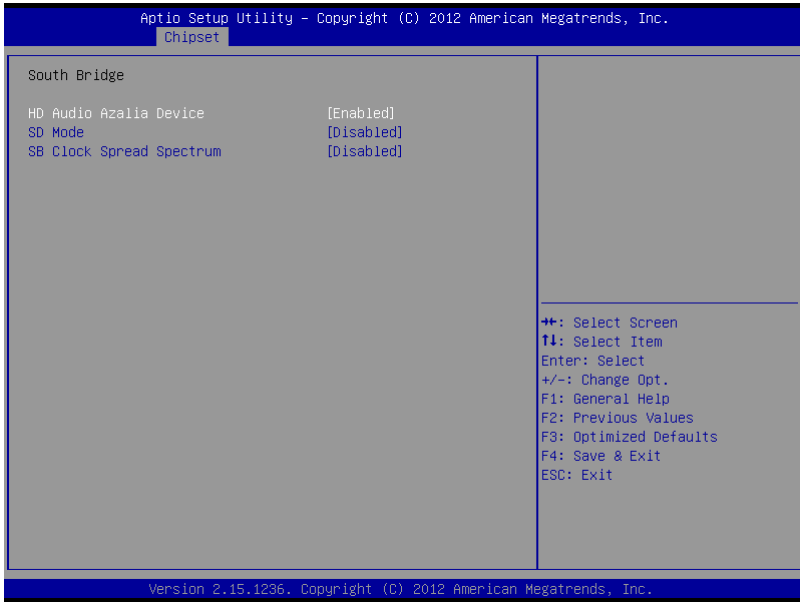 Aptio Setup Utility – Copyright (C) 2012 American Megatrends, Inc.
Chipset
South Bridge
HD Audio Azalia Device [Enabled]
SD Mode [Disabled]
SB Clock Spread Spectrum [Disabled]
→←: Select Screen
↑↓: Select Item
Enter: Select
+/-: Change Opt.
F1: General Help
F2: Previous Values
F3: Optimized Defaults
F4: Save & Exit
ESC: Exit
Version 2.15.1236. Copyright (C) 2012 American Megatrends, Inc.